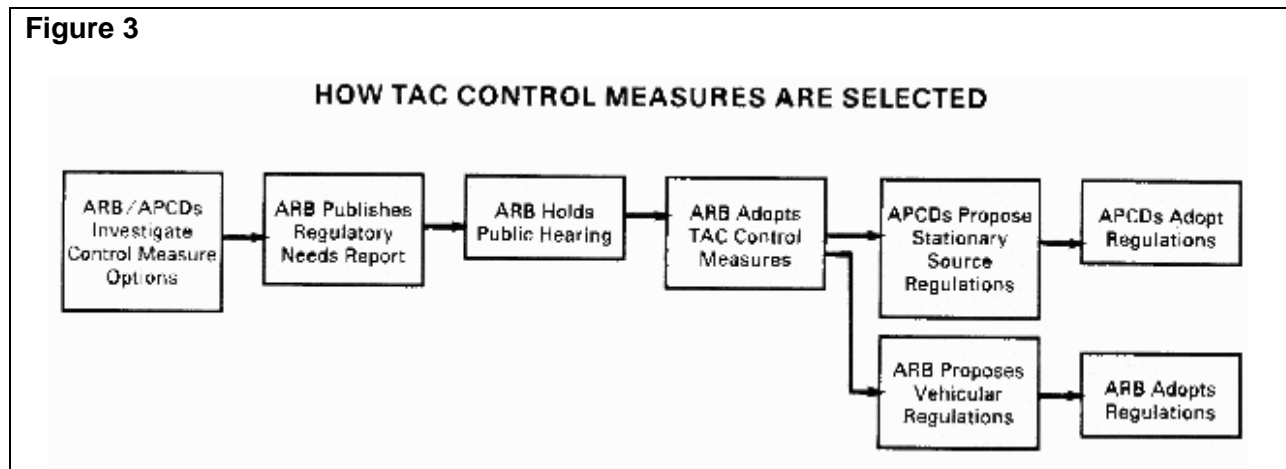 Figure 3
HOW TAC CONTROL MEASURES ARE SELECTED
ARB/APCDs
Investigate
Control Measure
Options
ARB Publishes
Regulatory
Needs Report
ARB Holds
Public Hearing
ARB Adopts
TAC Control
Measures
APCDs Propose
Stationary
Source
Regulations
APCDs Adopt
Regulations
ARB Proposes
Vehicular
Regulations
ARB Adopts
Regulations